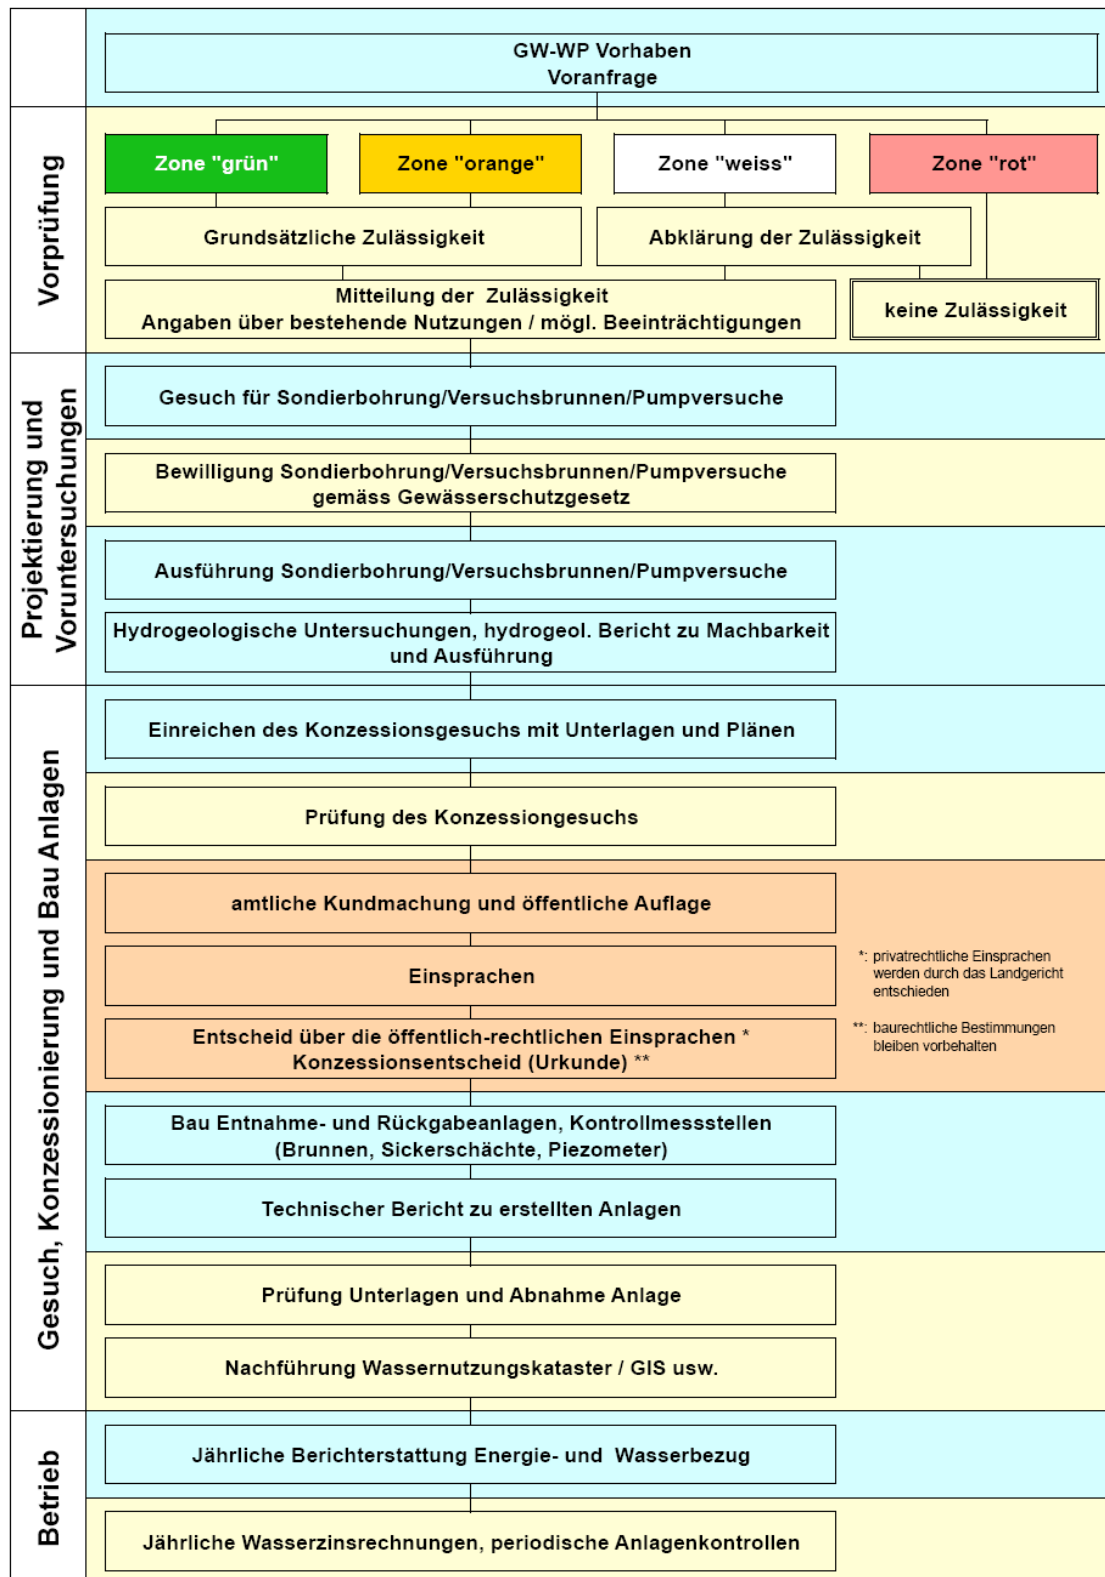 GW-WP Vorhaben
Voranfrage
Vorprüfung
Zone "grün"
Zone "orange"
Zone "weiss"
Zone "rot"
Grundsätzliche Zulässigkeit
Abklärung der Zulässigkeit
Mitteilung der Zulässigkeit
Angaben über bestehende Nutzungen / mögl. Beeinträchtigungen
keine Zulässigkeit
Projektierung und
Voruntersuchungen
Gesuch für Sondierbohrung/Versuchsbrunnen/Pumpversuche
Bewilligung Sondierbohrung/Versuchsbrunnen/Pumpversuche
gemäss Gewässerschutzgesetz
Ausführung Sondierbohrung/Versuchsbrunnen/Pumpversuche
Hydrogeologische Untersuchungen, hydrogeol. Bericht zu Machbarkeit
und Ausführung
Gesuch, Konzessionierung und Bau Anlagen
Einreichen des Konzessionsgesuchs mit Unterlagen und Plänen
Prüfung des Konzessiongesuchs
amtliche Kundmachung und öffentliche Auflage
Einsprachen
*: privatrechtliche Einsprachen
werden durch das Landgericht
entschieden
Entscheid über die öffentlich-rechtlichen Einsprachen *
Konzessionsentscheid (Urkunde) **
**: baurechtliche Bestimmungen
bleiben vorbehalten
Bau Entnahme- und Rückgabeanlagen, Kontrollmessstellen
(Brunnen, Sickerschächte, Piezometer)
Technischer Bericht zu erstellten Anlagen
Prüfung Unterlagen und Abnahme Anlage
Nachführung Wassernutzungskataster / GIS usw.
Betrieb
Jährliche Berichterstattung Energie- und Wasserbezug
Jährliche Wasserzinsrechnungen, periodische Anlagenkontrollen